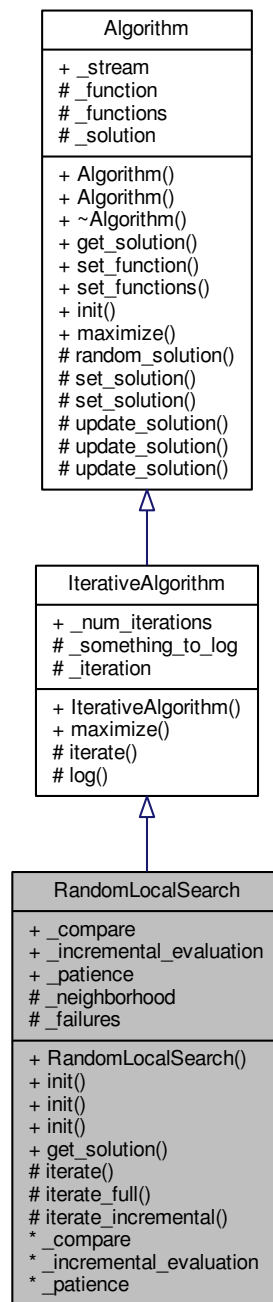 Algorithm
+ _stream
# _function
# _functions
# _solution
+ Algorithm()
+ Algorithm()
+ ~Algorithm()
+ get_solution()
+ set_function()
+ set_functions()
+ init()
+ maximize()
# random_solution()
# set_solution()
# set_solution()
# update_solution()
# update_solution()
# update_solution()
IterativeAlgorithm
+ _num_iterations
# _something_to_log
# _iteration
+ IterativeAlgorithm()
+ maximize()
# iterate()
# log()
RandomLocalSearch
+ _compare
+ _incremental_evaluation
+ _patience
# _neighborhood
# _failures
+ RandomLocalSearch()
+ init()
+ init()
+ init()
+ get_solution()
# iterate()
# iterate_full()
# iterate_incremental()
* _compare
* _incremental_evaluation
* _patience